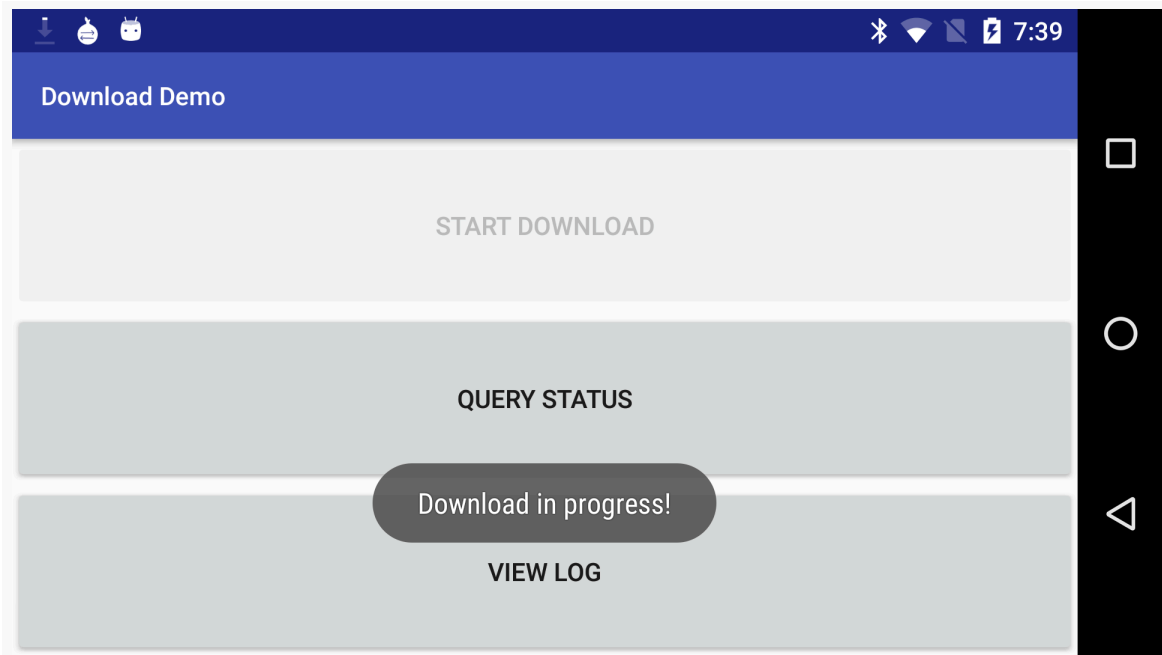 7:39
Download Demo
START DOWNLOAD
QUERY STATUS
Download in progress!
VIEW LOG